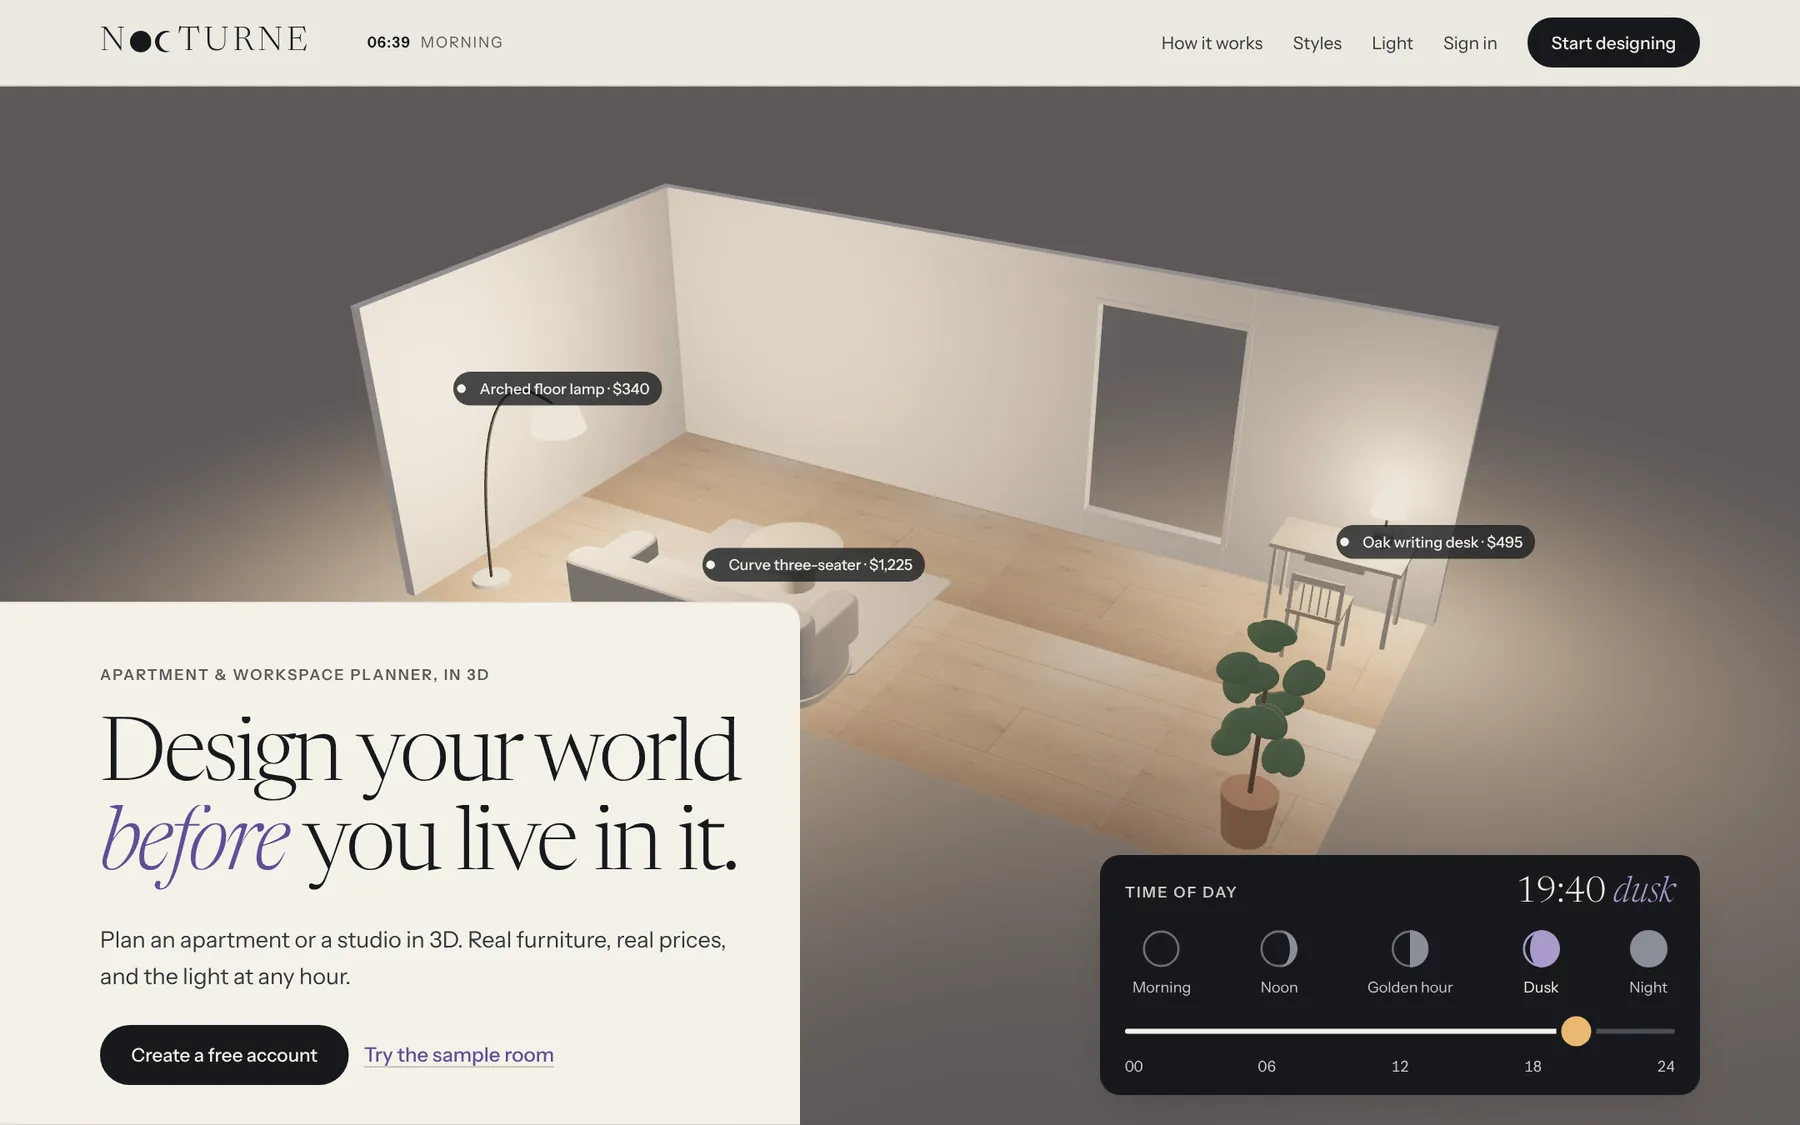 NOCTURNE
06:39 MORNING
How it works
Styles
Light
Sign in
Start designing
Arched floor lamp · $340
Curve three-seater · $1,225
Oak writing desk · $495
APARTMENT & WORKSPACE PLANNER, IN 3D
Design your world
before you live in it.
Plan an apartment or a studio in 3D. Real furniture, real prices,
and the light at any hour.
Create a free account
Try the sample room
TIME OF DAY
19:40 dusk
Morning
Noon
Golden hour
Dusk
Night
00
06
12
18
24